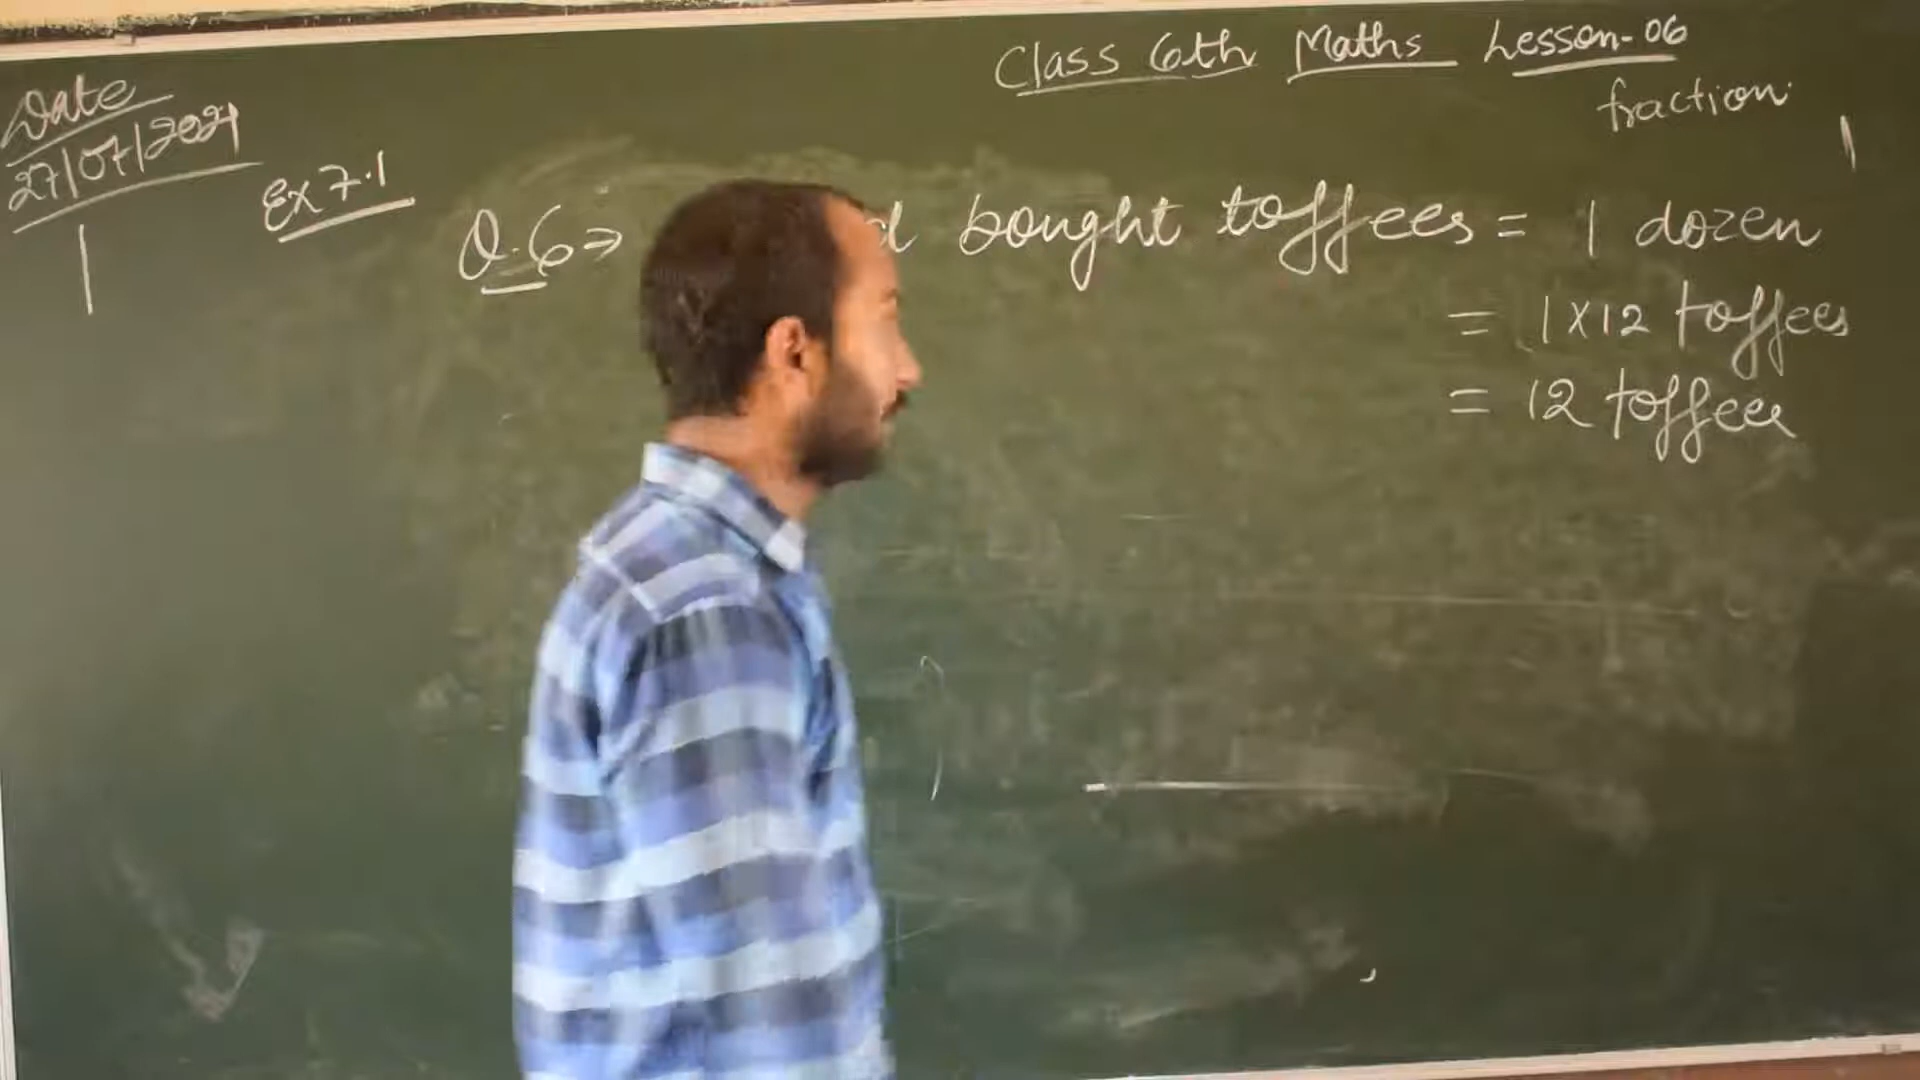 Class 6th Maths Lesson-06
fraction
Date
27/07/2021
Ex 7.1
Q.6⇒ d bought toffees = 1 dozen
= 1×12 toffees
= 12 toffees